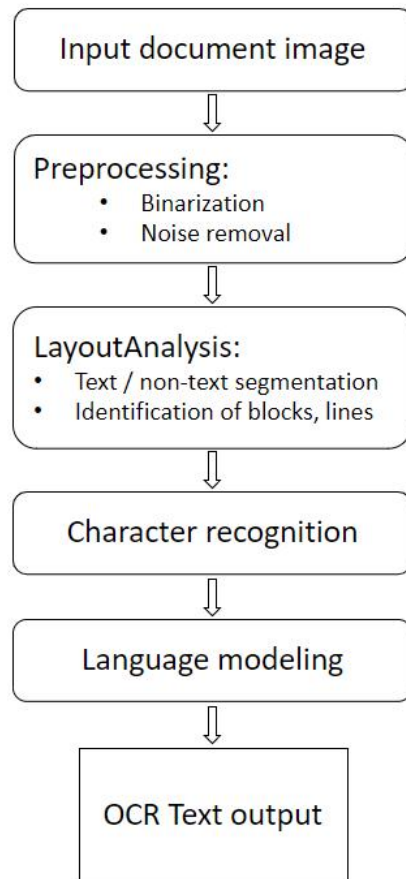 Input document image
Preprocessing:
• Binarization
• Noise removal
LayoutAnalysis:
• Text / non-text segmentation
• Identification of blocks, lines
Character recognition
Language modeling
OCR Text output